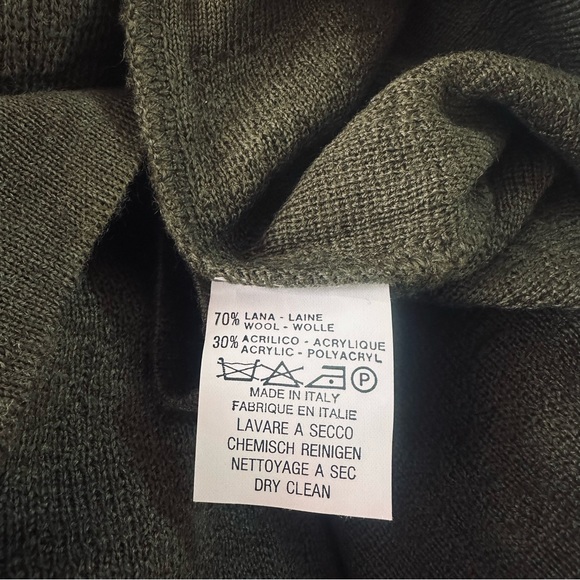 70% LANA - LAINE
WOOL - WOLLE
30% ACRILICO - ACRYLIQUE
ACRYLIC - POLYACRYL
P
MADE IN ITALY
FABRIQUE EN ITALIE
LAVARE A SECCO
CHEMISCH REINIGEN
NETTOYAGE A SEC
DRY CLEAN